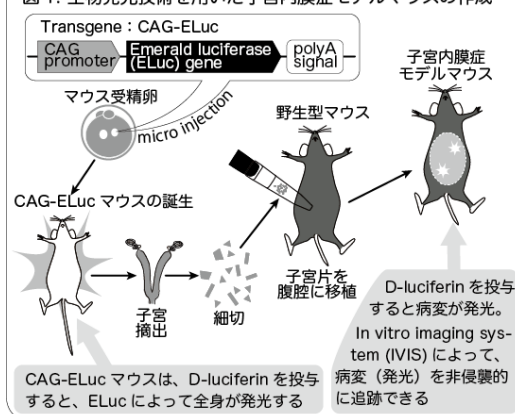 図 1. 生物発光技術を用いた子宮内膜症モデルマウスの作成
Transgene：CAG-ELuc
CAG
promoter
Emerald luciferase
(ELuc) gene
polyA
signal
マウス受精卵
micro injection
野生型マウス
子宮内膜症
モデルマウス
CAG-ELuc マウスの誕生
子宮
摘出
細切
子宮片を
腹腔に移植
D-luciferin を投与
すると病変が発光。
In vitro imaging sys-
tem (IVIS) によって、
病変（発光）を非侵襲的
に追跡できる
CAG-ELuc マウスは、D-luciferin を投与
すると、ELuc によって全身が発光する